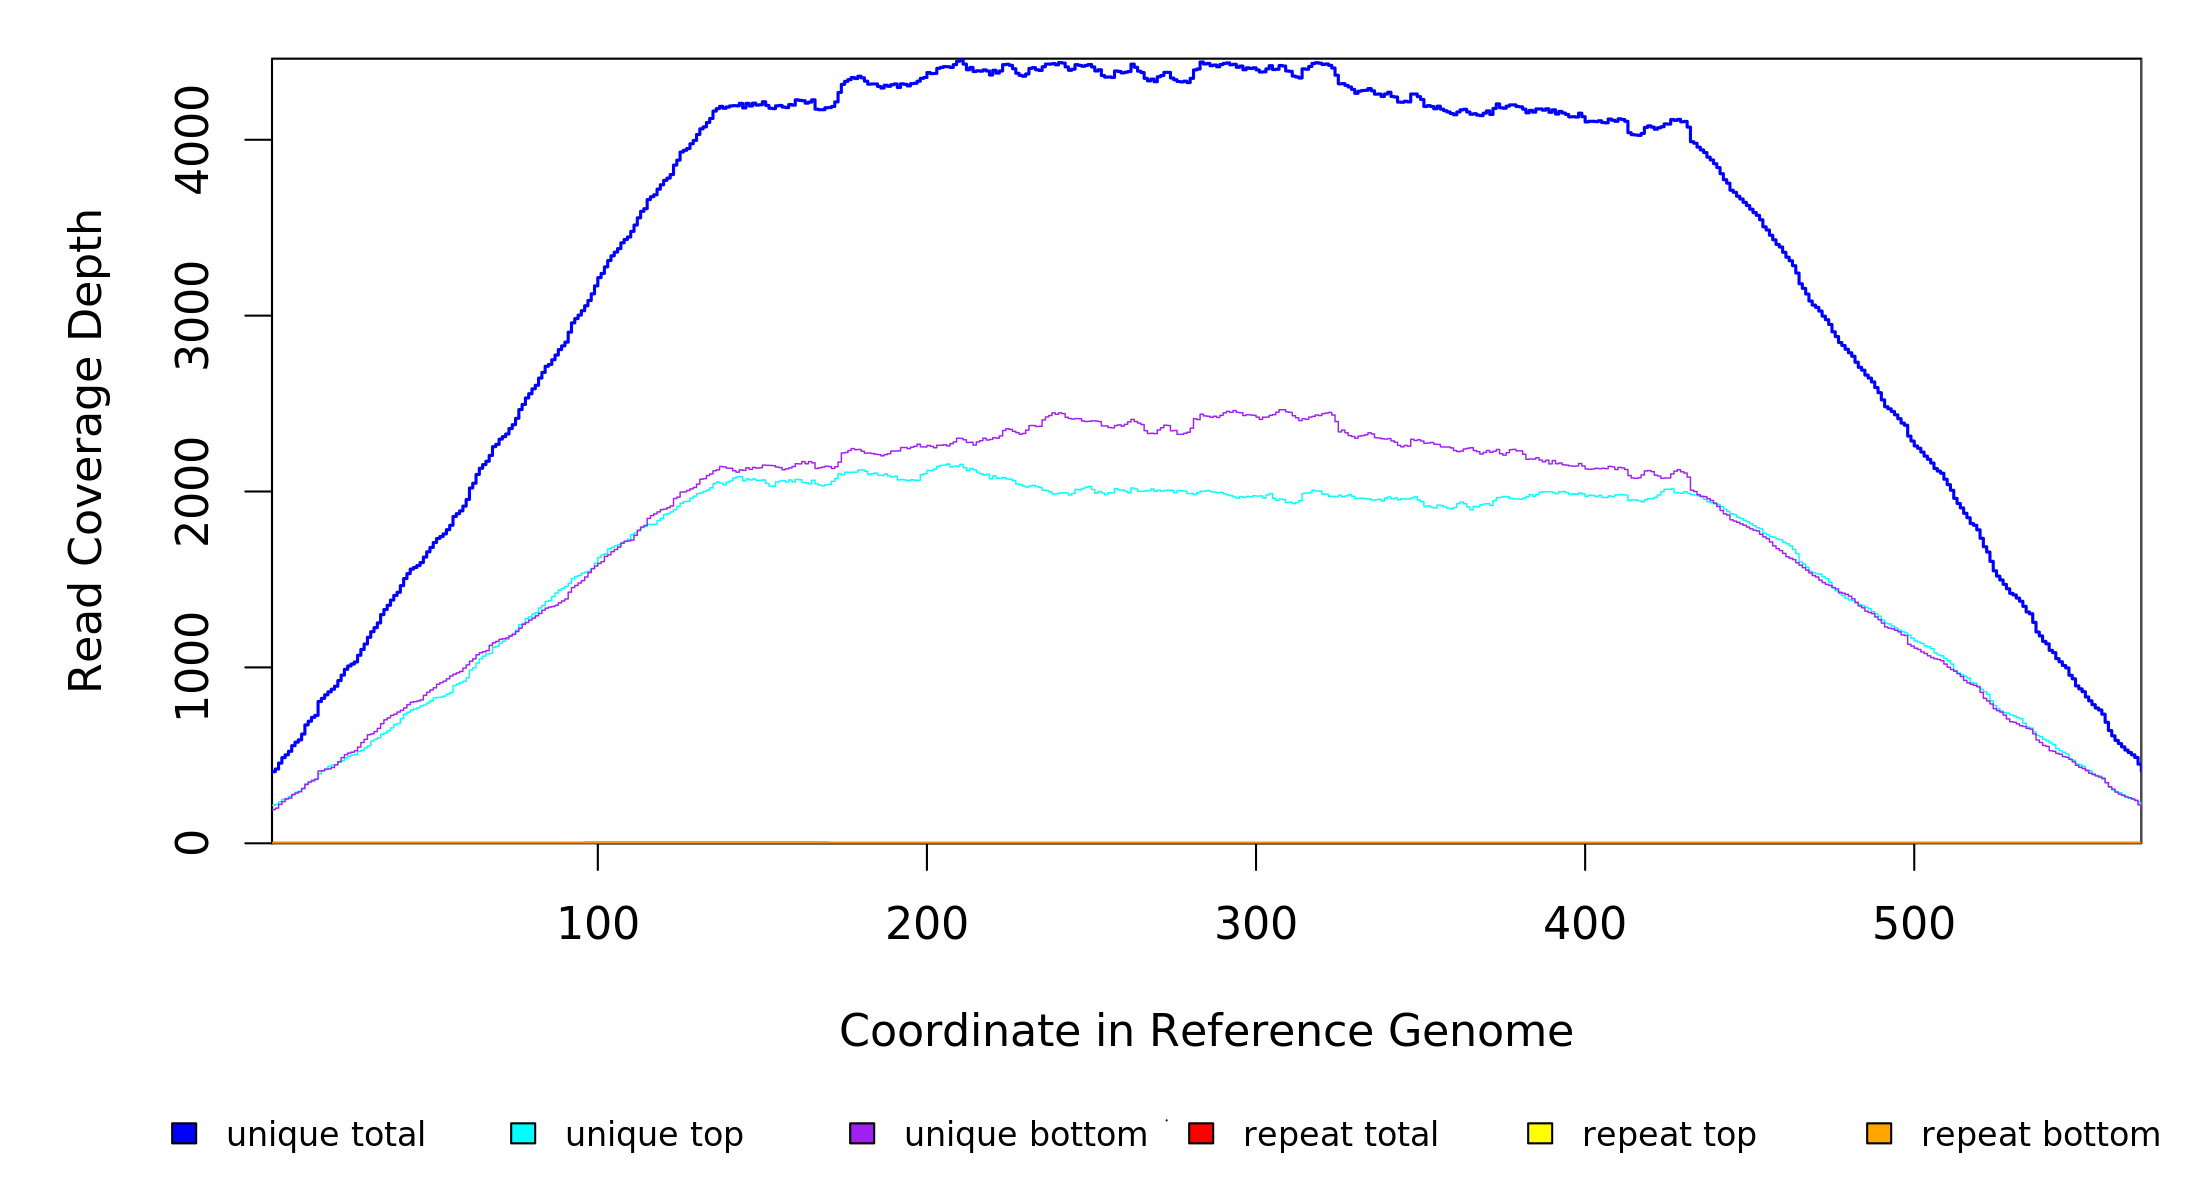 Read Coverage Depth
4000
3000
2000
1000
0
100 200 300 400 500
Coordinate in Reference Genome
unique total unique top unique bottom repeat total repeat top repeat bottom